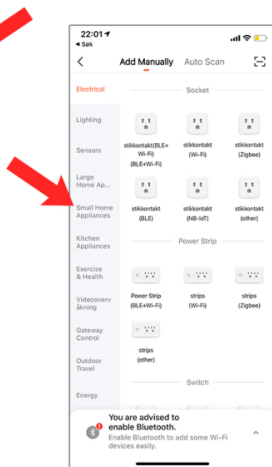 22:01
Søk
Add Manually Auto Scan
Electrical
Lighting
Sensors
Large
Home Ap...
Small Home
Appliances
Kitchen
Appliances
Exercise
& Health
Videooverv
åkning
Gateway
Control
Outdoor
Travel
Energy
Socket
stikkontakt(BLE+
Wi-Fi)
(BLE+Wi-Fi)
stikkontakt
(Wi-Fi)
stikkontakt
(Zigbee)
stikkontakt
(BLE)
stikkontakt
(NB-IoT)
stikkontakt
(other)
Power Strip
Power Strip
(BLE+Wi-Fi)
strips
(Wi-Fi)
strips
(Zigbee)
strips
(other)
Switch
You are advised to
enable Bluetooth.
Enable Bluetooth to add some Wi-Fi
devices easily.